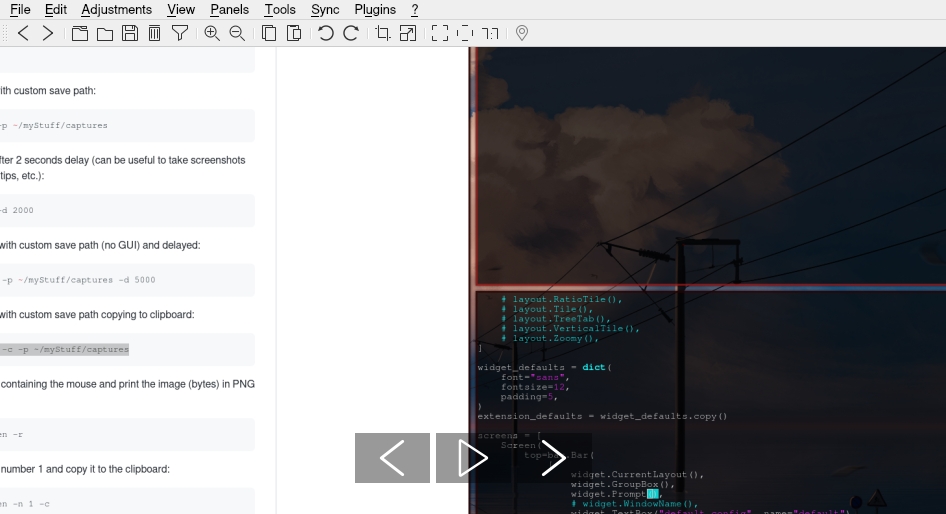 File Edit Adjustments View Panels Tools Sync Plugins ?
ith custom save path:
-p ~/myStuff/captures
fter 2 seconds delay (can be useful to take screenshots
tips, etc.):
-d 2000
with custom save path (no GUI) and delayed:
-p ~/myStuff/captures -d 5000
with custom save path copying to clipboard:
-c -p ~/myStuff/captures
containing the mouse and print the image (bytes) in PNG
en -r
number 1 and copy it to the clipboard:
en -n 1 -c
# layout.RatioTile(),
# layout.Tile(),
# layout.TreeTab(),
# layout.VerticalTile(),
# layout.Zoomy(),
]
widget_defaults = dict(
font="sans",
fontsize=12,
padding=5,
)
extension_defaults = widget_defaults.copy()
screens = [
Screen(
Bar(
widget.CurrentLayout(),
widget.GroupBox(),
widget.Prompt(),
# widget.WindowName(),
widget.TextBox("default config", name="default"),